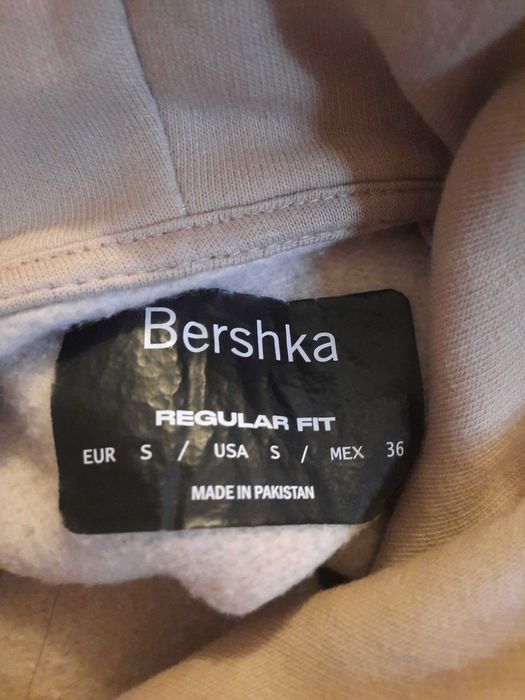 Bershka
REGULAR FIT
EUR S / USA S / MEX 36
MADE IN PAKISTAN